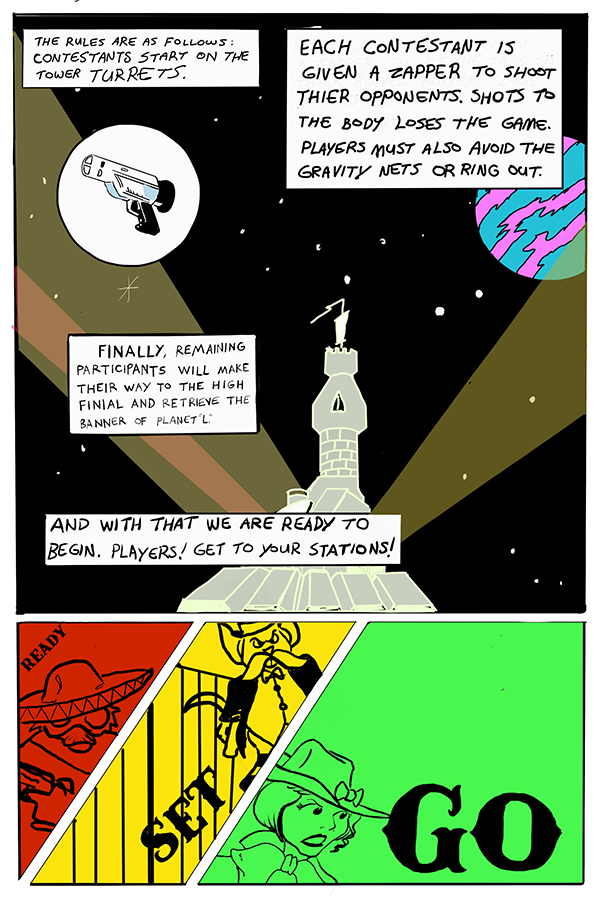 THE RULES ARE AS FOLLOWS:
CONTESTANTS START ON THE
TOWER TURRETS.
EACH CONTESTANT IS
GIVEN A ZAPPER TO SHOOT
THIER OPPONENTS. SHOTS TO
THE BODY LOSES THE GAME.
PLAYERS MUST ALSO AVOID THE
GRAVITY NETS OR RING OUT.
FINALLY, REMAINING
PARTICIPANTS WILL MAKE
THEIR WAY TO THE HIGH
FINIAL AND RETRIEVE THE
BANNER OF PLANET "L."
AND WITH THAT WE ARE READY TO
BEGIN. PLAYERS! GET TO YOUR STATIONS!
READY
SET
GO